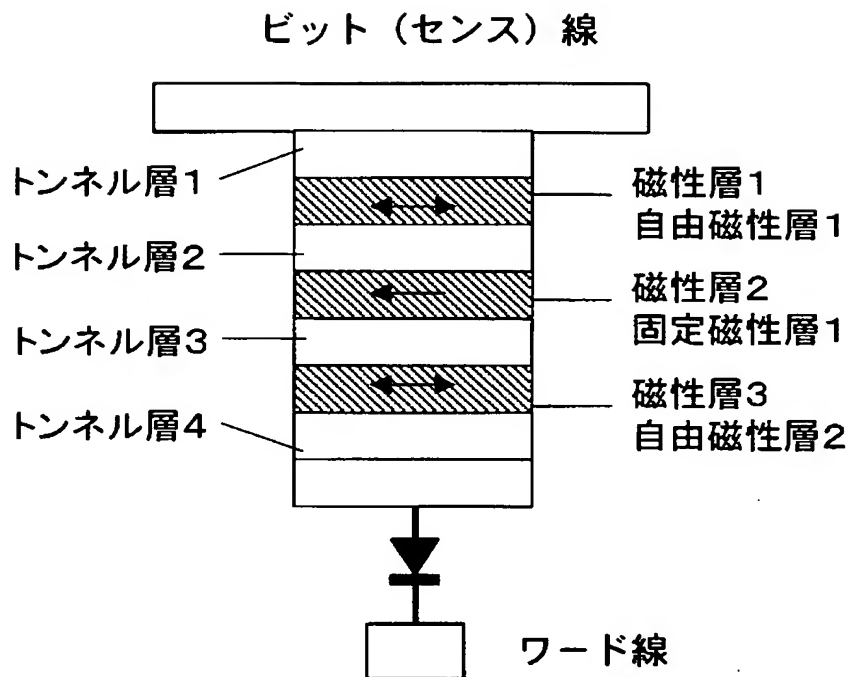 ビット（センス）線
トンネル層1
磁性層1
自由磁性層1
トンネル層2
磁性層2
固定磁性層1
トンネル層3
磁性層3
自由磁性層2
トンネル層4
ワード線